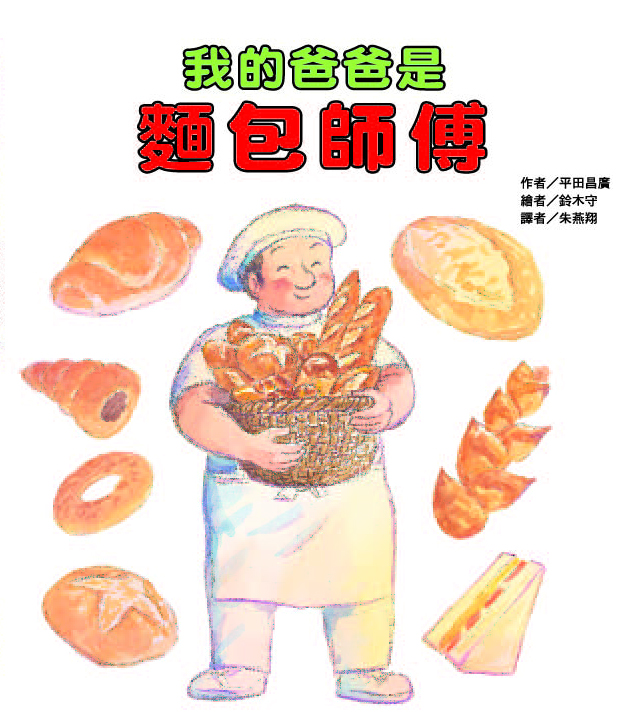 我的爸爸是
麵包師傅
作者／平田昌廣
繪者／鈴木守
譯者／朱燕翔